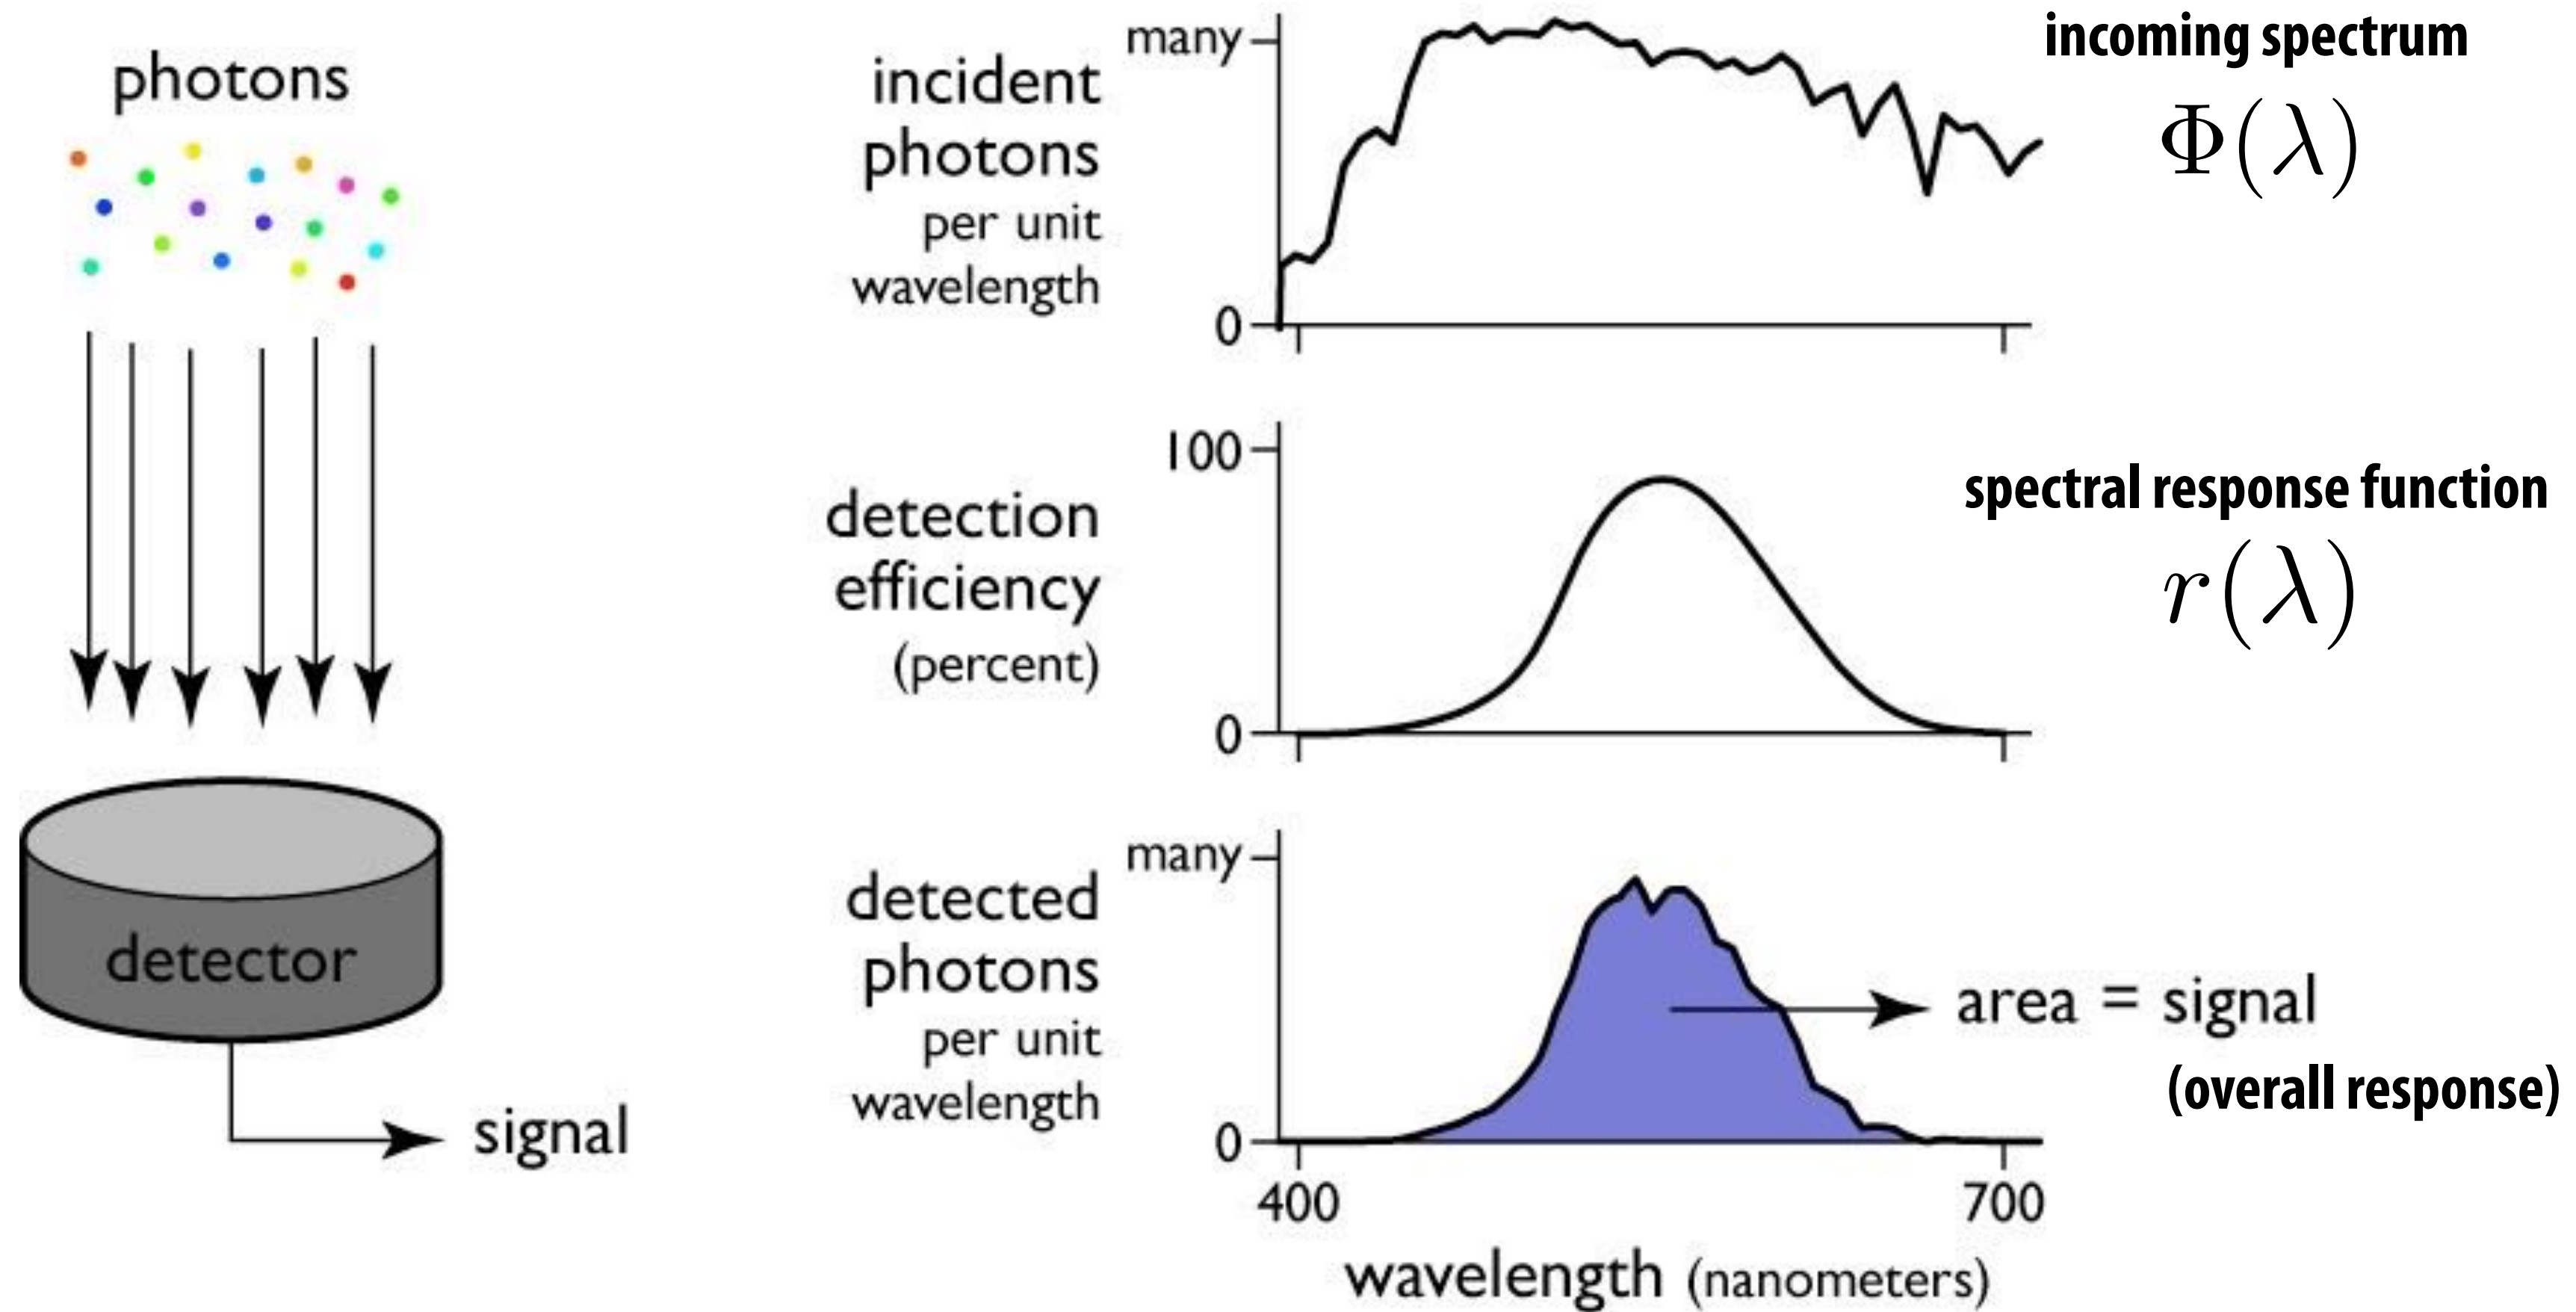 photons
detector
signal
incident
photons
per unit
wavelength
many
0
incoming spectrum
Φ(λ)
detection
efficiency
(percent)
100
0
spectral response function
r(λ)
detected
photons
per unit
wavelength
many
0
area = signal
(overall response)
400
700
wavelength (nanometers)